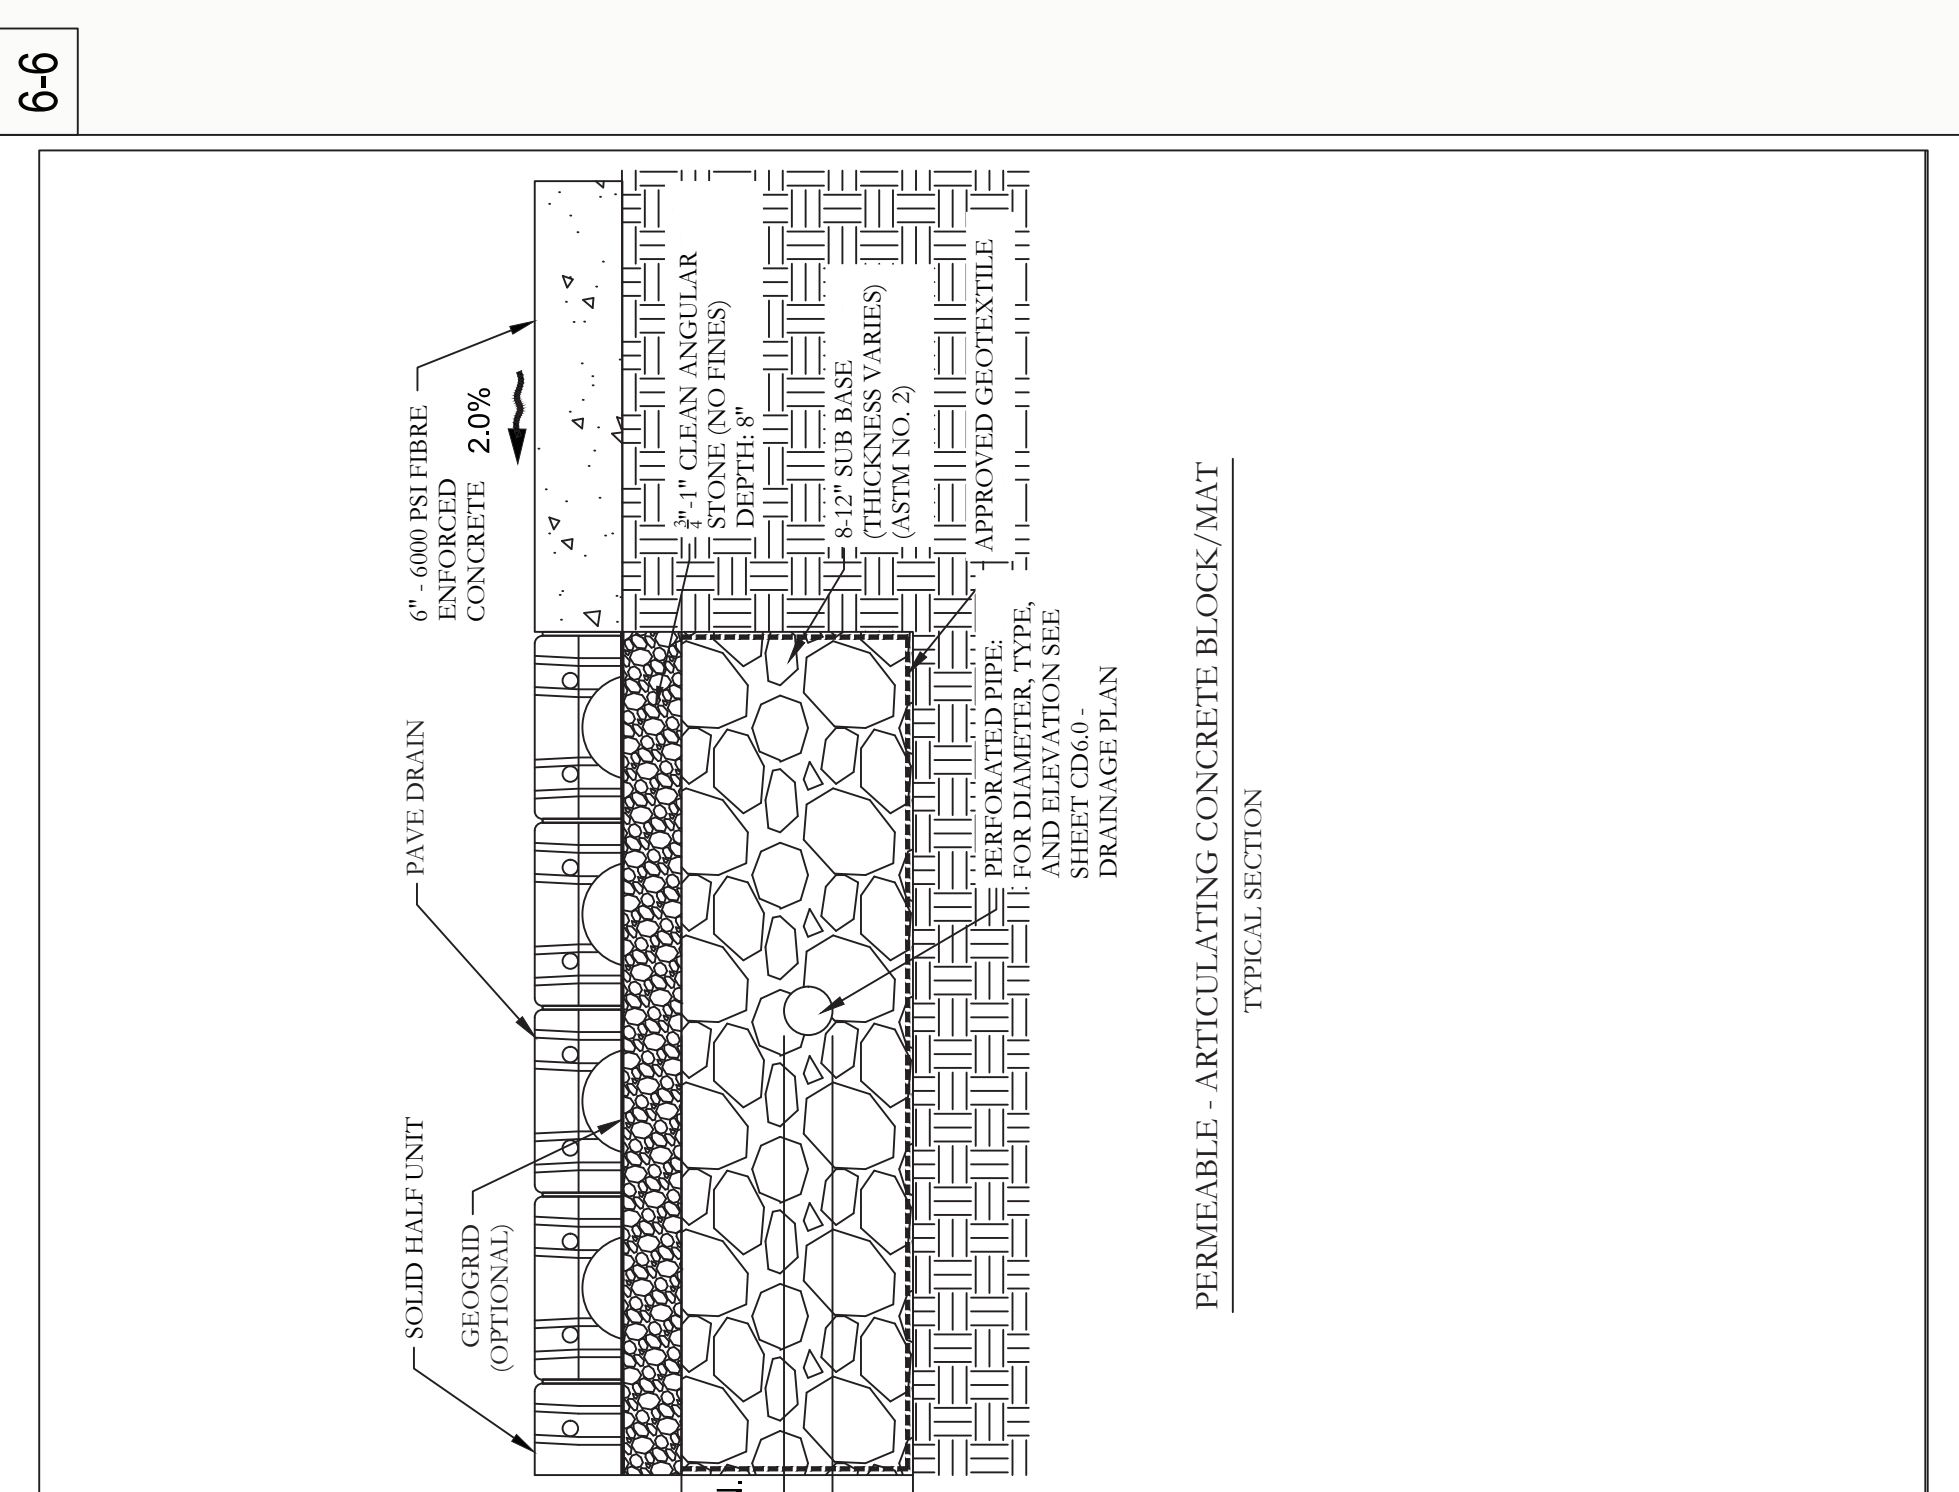 6-6
6" - 6000 PSI FIBRE
ENFORCED
CONCRETE
2.0%
PAVE DRAIN
SOLID HALF UNIT
GEOGRID
(OPTIONAL)
3/4"-1" CLEAN ANGULAR
STONE (NO FINES)
DEPTH: 8"
8-12" SUB BASE
(THICKNESS VARIES)
(ASTM NO. 2)
APPROVED GEOTEXTILE
PERFORATED PIPE:
FOR DIAMETER, TYPE,
AND ELEVATION SEE
SHEET CD6.0 -
DRAINAGE PLAN
PERMEABLE - ARTICULATING CONCRETE BLOCK/MAT
TYPICAL SECTION